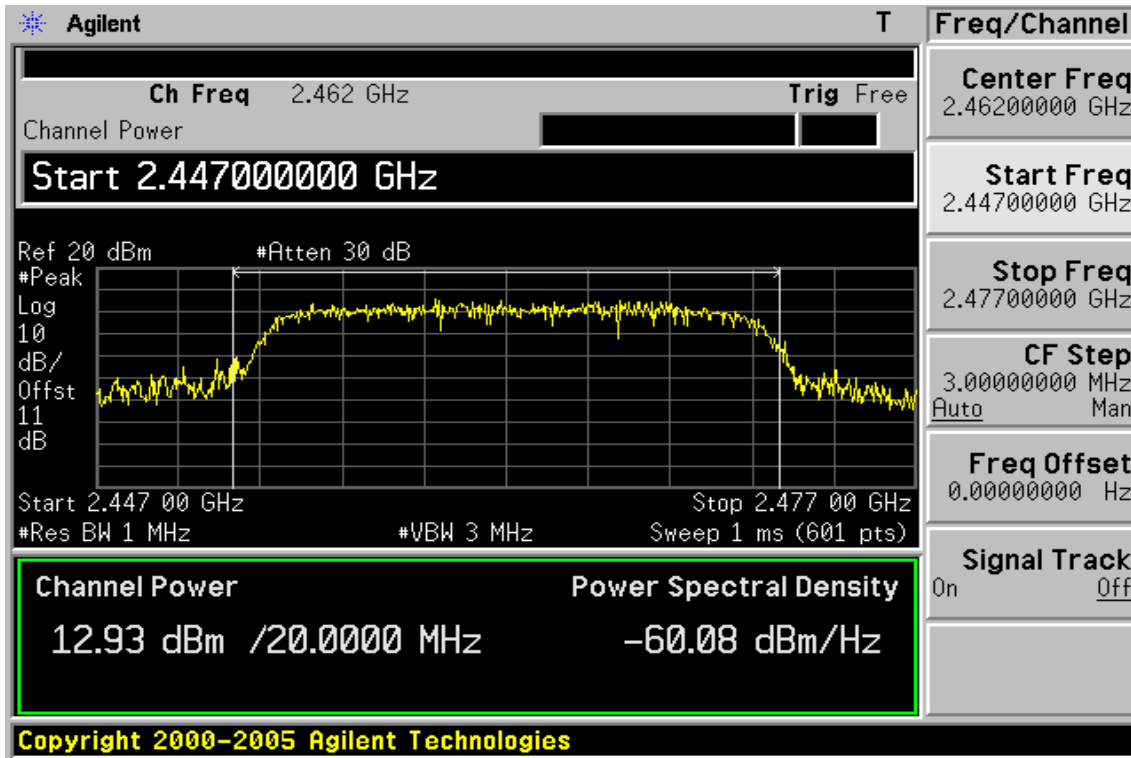 Agilent
T
Ch Freq 2.462 GHz
Trig Free
Channel Power
Start 2.447000000 GHz
Ref 20 dBm
#Atten 30 dB
#Peak
Log
10
dB/
Offst
11
dB
Start 2.447 00 GHz
Stop 2.477 00 GHz
#Res BW 1 MHz
#VBW 3 MHz
Sweep 1 ms (601 pts)
Channel Power
Power Spectral Density
12.93 dBm /20.0000 MHz
-60.08 dBm/Hz
Copyright 2000-2005 Agilent Technologies
Freq/Channel
Center Freq
2.46200000 GHz
Start Freq
2.44700000 GHz
Stop Freq
2.47700000 GHz
CF Step
3.00000000 MHz
Auto Man
Freq Offset
0.00000000 Hz
Signal Track
On Off